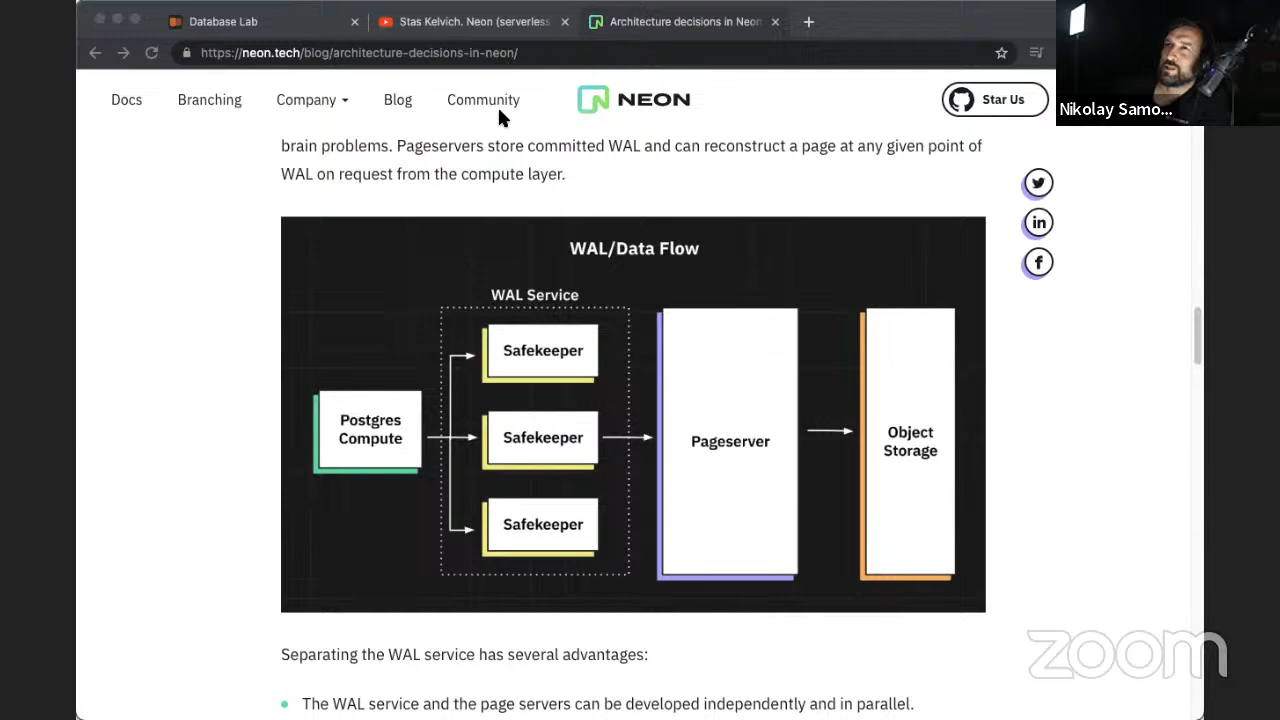 Database Lab
Stas Kelvich. Neon (serverless
Architecture decisions in Neon
https://neon.tech/blog/architecture-decisions-in-neon/
Nikolay Samo...
Docs
Branching
Company
Blog
Community
NEON
Star Us
brain problems. Pageservers store committed WAL and can reconstruct a page at any given point of
WAL on request from the compute layer.
WAL/Data Flow
WAL Service
Safekeeper
Postgres
Compute
Safekeeper
Safekeeper
Pageserver
Object
Storage
Separating the WAL service has several advantages:
The WAL service and the page servers can be developed independently and in parallel.
zoom